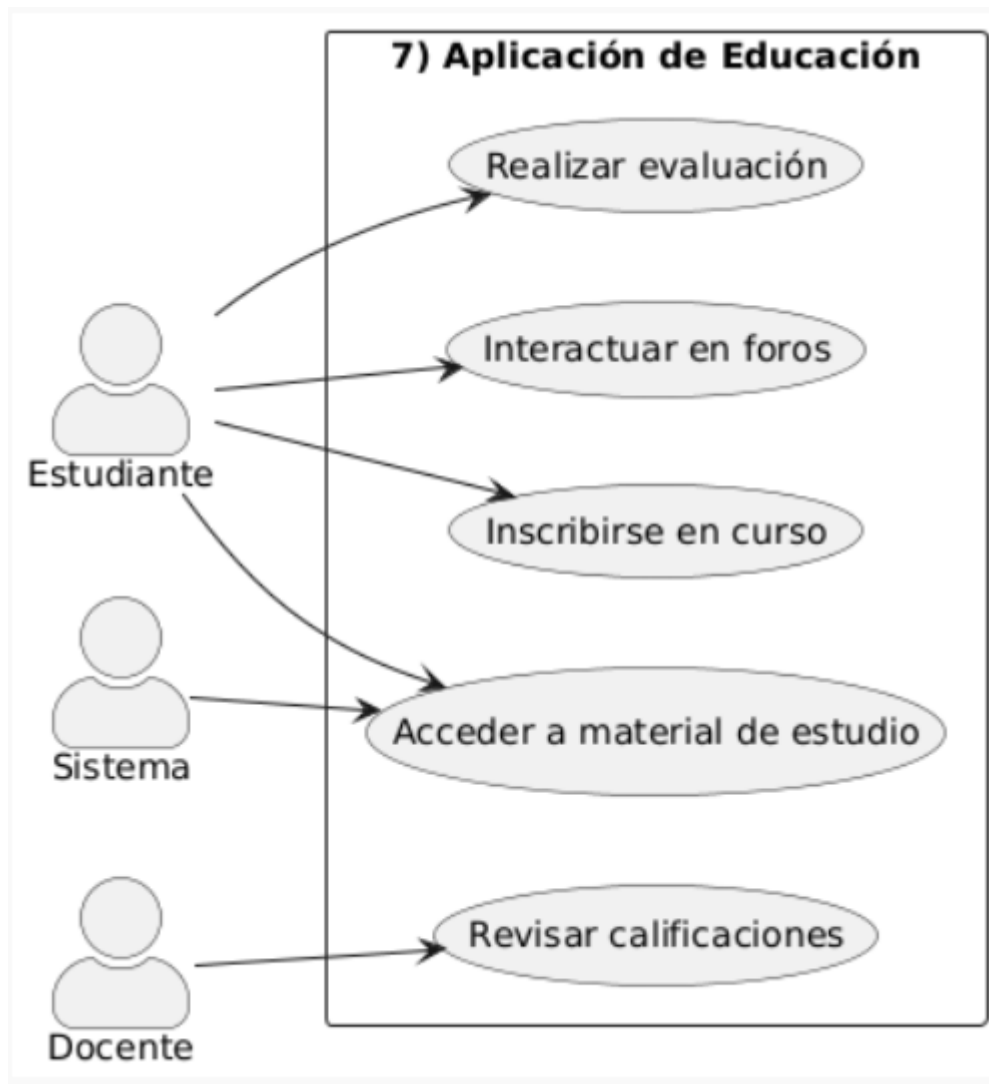 7) Aplicación de Educación
Realizar evaluación
Interactuar en foros
Inscribirse en curso
Acceder a material de estudio
Revisar calificaciones
Estudiante
Sistema
Docente